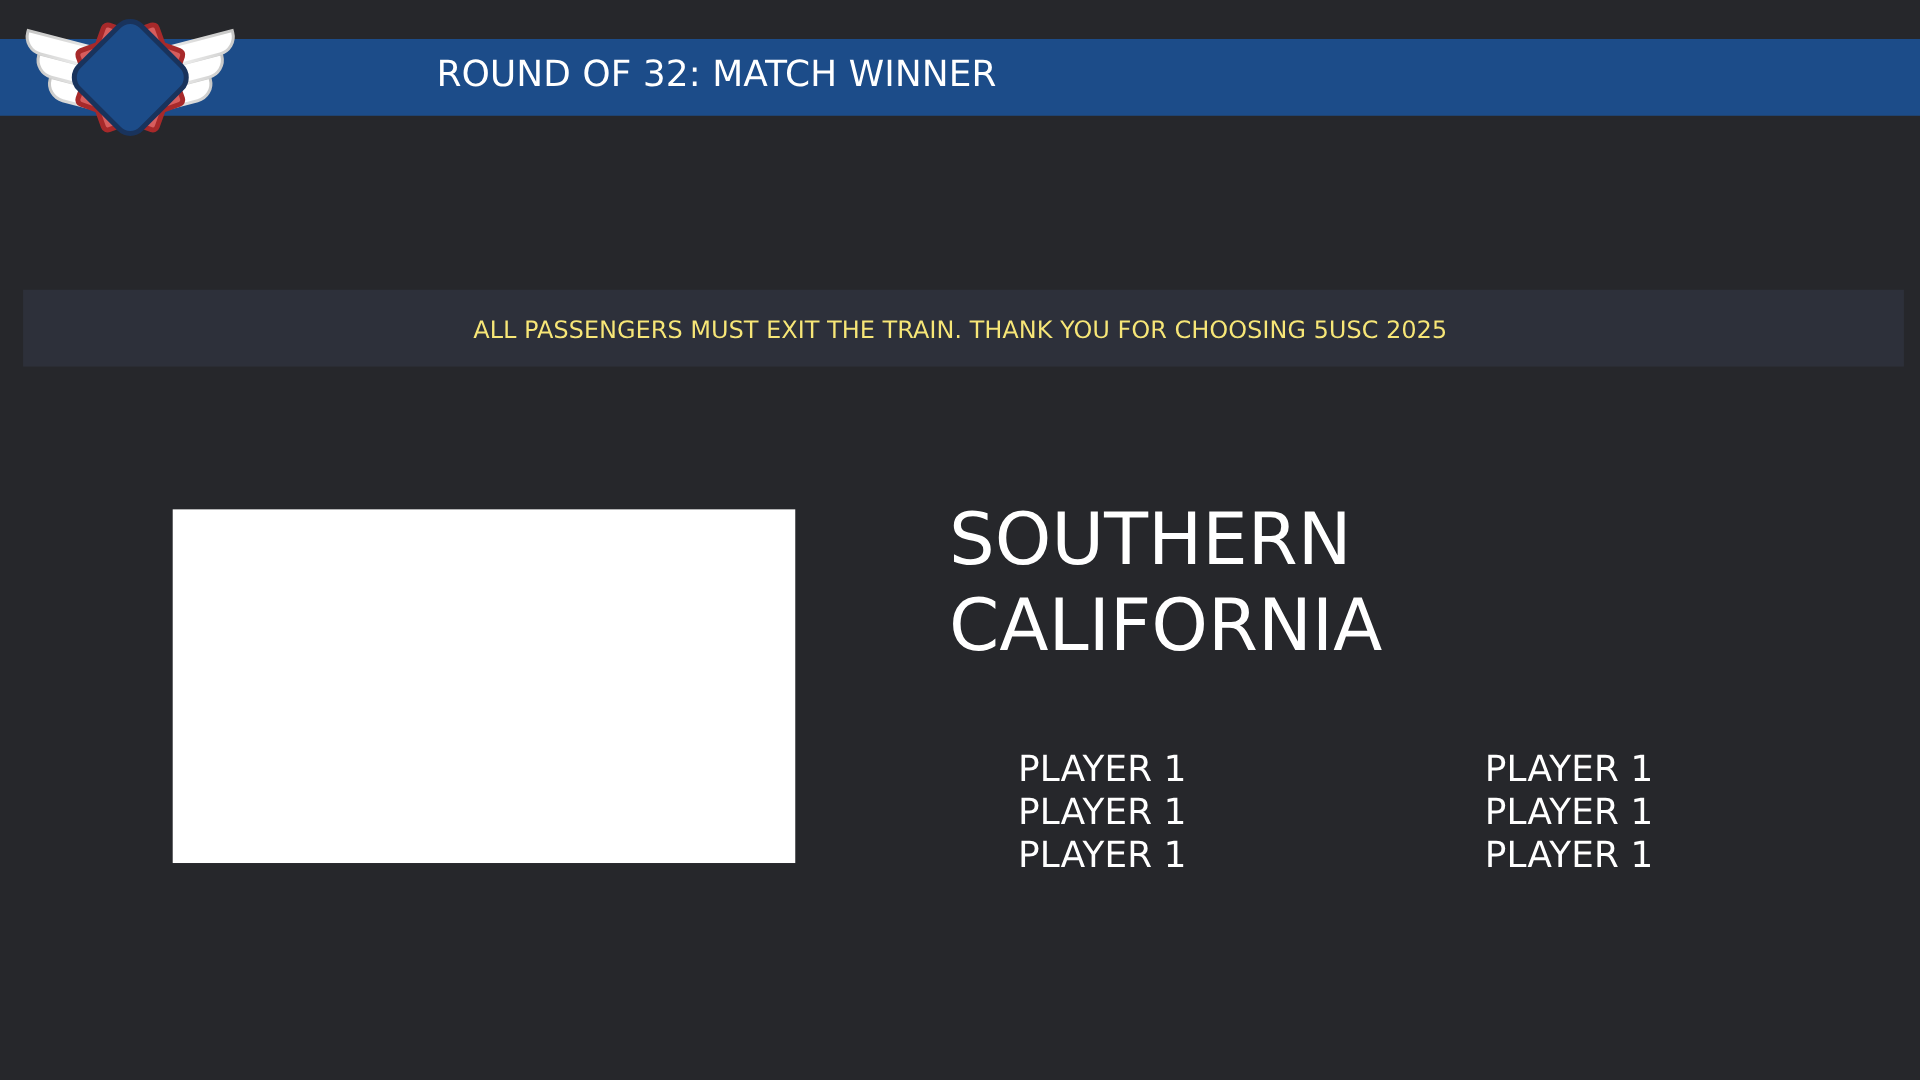 ROUND OF 32: MATCH WINNER
ALL PASSENGERS MUST EXIT THE TRAIN. THANK YOU FOR CHOOSING 5USC 2025
SOUTHERN
CALIFORNIA
PLAYER 1 PLAYER 1
PLAYER 1 PLAYER 1
PLAYER 1 PLAYER 1